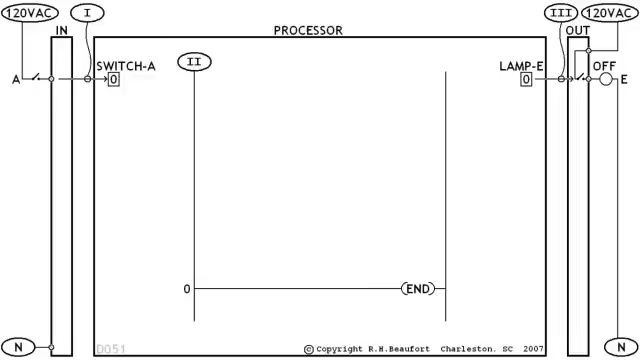 120VAC I III 120VAC
IN PROCESSOR OUT
II
SWITCH-A LAMP-E OFF
A 0 0 E
0 END
N D051 © Copyright R.H.Beaufort Charleston. SC 2007 N